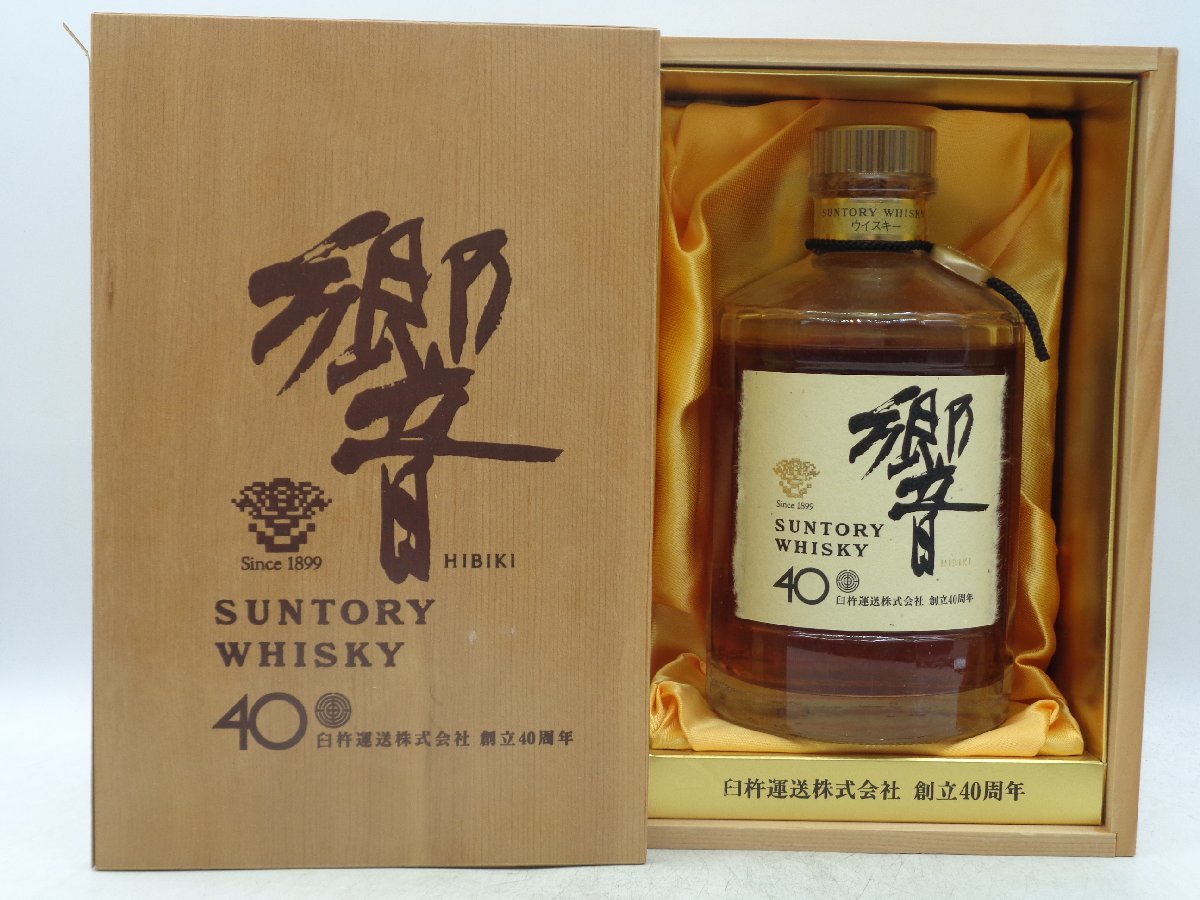 響
Since 1899
HIBIKI
SUNTORY
WHISKY
40
臼杵運送株式会社 創立40周年
SUNTORY WHISKY
ウイスキー
響
Since 1899
SUNTORY
WHISKY
HIBIKI
40
臼杵運送株式会社 創立40周年
臼杵運送株式会社 創立40周年